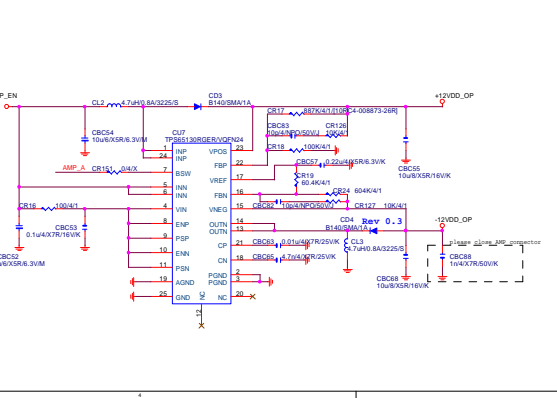 P_EN
CL2 4.7uH/0.8A/3225/S
CD3
B140/SMA/1A
CBC54
10u/6/X5R/6.3V/M
CU7
TPS65130RGER/VQFN24
CR17 887K/4/1/[10RC4-008873-26R]
+12VDD_OP
CBC83
10p/4/NPO/50V/J
CR126
10K/4/1
CR18 100K/4/1
CBC55
10u/8/X5R/16V/K
AMP_A
CR151 0/4/X
CBC57 0.22u/4/X5R/6.3V/K
CR19
60.4K/4/1
CR24 604K/4/1
CBC82 10p/4/NPO/50V/J
CR127 10K/4/1
CR16 100/4/1
CBC53
0.1u/4/X7R/16V/K
CBC52
u/6/X5R/6.3V/M
1 INP
24 INP
7 BSW
5 INN
6 INN
4 VIN
8 ENP
9 PSP
10 ENN
11 PSN
19 AGND
25 GND
VPOS 23
FBP 22
VREF 17
FBN 16
VNEG 15
OUTN 14
OUTN 13
CP 21
CN 18
PGND 2
PGND 3
NC 20
NC
12
CBC63 0.01u/4/X7R/25V/K
CBC65 4.7n/4/X7R/25V/K
CD4
B140/SMA/1A
Rev 0.3
CL3
4.7uH/0.8A/3225/S
-12VDD_OP
please close AMP connector
CBC68
10u/8/X5R/16V/K
CBC88
1n/4/X7R/50V/K
4